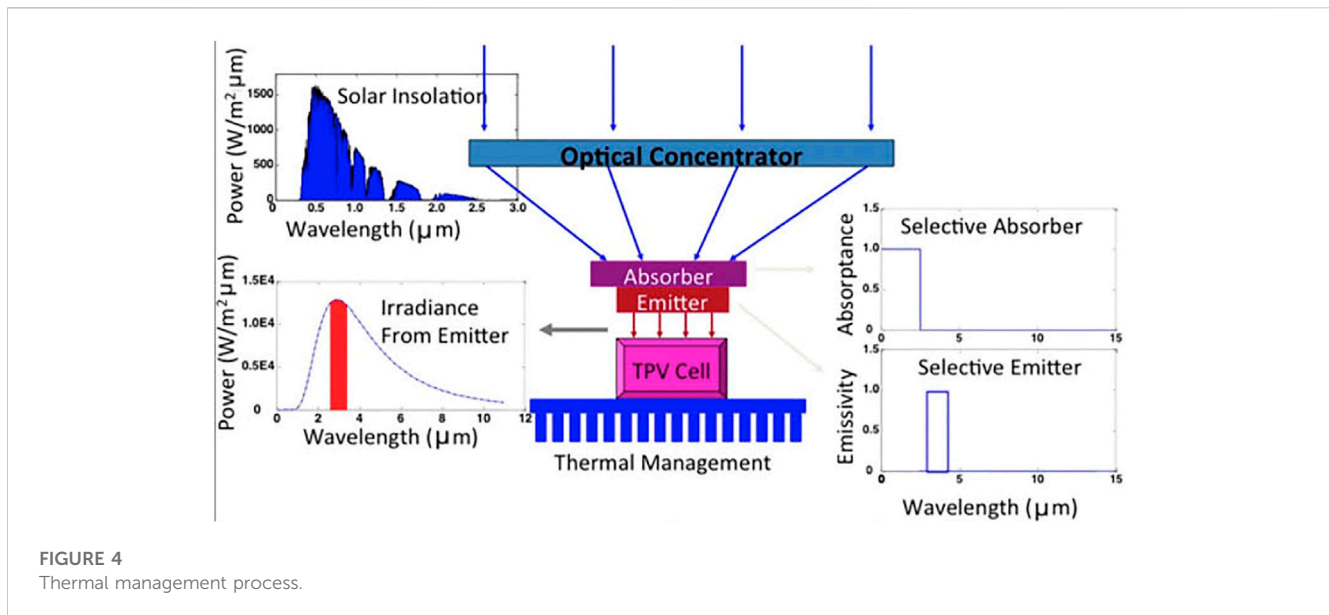 Solar Insolation
Power (W/m² μm)
1500
1000
500
0
0 0.5 1.0 1.5 2.0 2.5 3.0
Wavelength (μm)
Optical Concentrator
Absorber
Emitter
TPV Cell
Thermal Management
Irradiance
From Emitter
Power (W/m² μm)
1.5E4
1.0E4
0.5E4
0
0 2 4 6 8 10 12
Wavelength (μm)
Selective Absorber
Absorptance
1.5
1.0
0.5
0
0 5 10 15
Selective Emitter
Emissivity
1.5
1.0
0.5
0
0 5 10 15
Wavelength (μm)
FIGURE 4
Thermal management process.